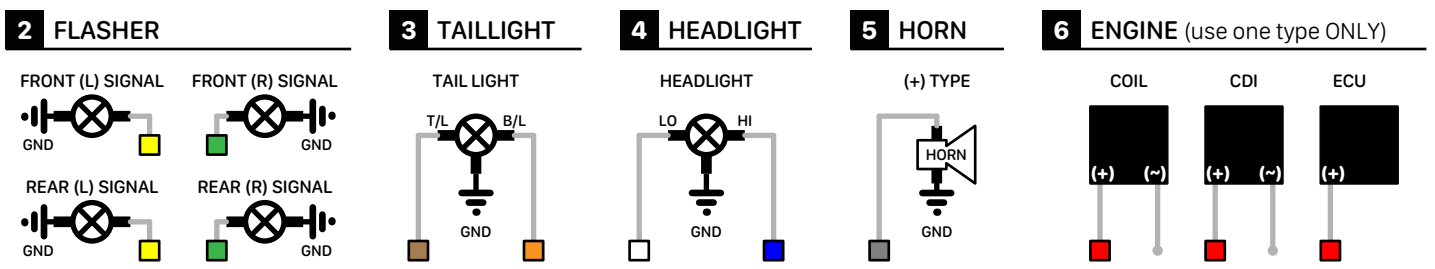 2 FLASHER
FRONT (L) SIGNAL
FRONT (R) SIGNAL
GND
GND
REAR (L) SIGNAL
REAR (R) SIGNAL
GND
GND
3 TAILLIGHT
TAIL LIGHT
T/L
B/L
GND
4 HEADLIGHT
HEADLIGHT
LO
HI
GND
5 HORN
(+) TYPE
HORN
GND
6 ENGINE (use one type ONLY)
COIL
CDI
ECU
(+)
(~)
(+)
(~)
(+)